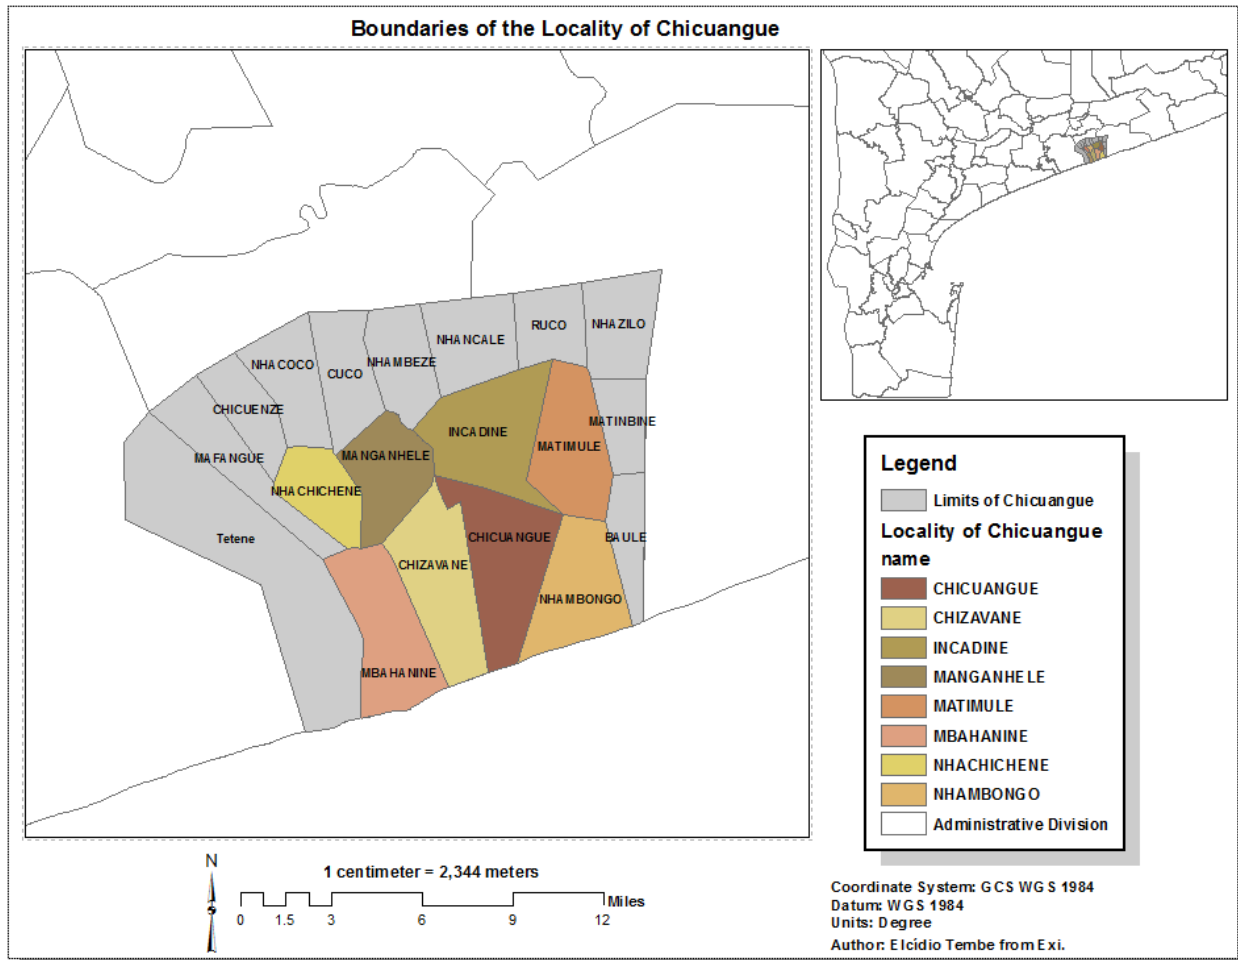 Boundaries of the Locality of Chicuangue
NHAZILO
RUCO
NHANCALE
NHAMBEZE
NHACOCO
CUCO
CHICUENZE
MATINBINE
INCADINE
MATIMULE
MANGANHELE
MAFANGUE
NHACHICHENE
Tetene
CHICUANGUE
BAULE
CHIZAVANE
NHAMBONGO
MBAHANINE
Legend
Limits of Chicuangue
Locality of Chicuangue
name
CHICUANGUE
CHIZAVANE
INCADINE
MANGANHELE
MATIMULE
MBAHANINE
NHACHICHENE
NHAMBONGO
Administrative Division
N
1 centimeter = 2,344 meters
Miles
0 1.5 3 6 9 12
Coordinate System: GCS WGS 1984
Datum: WGS 1984
Units: Degree
Author: Elcídio Tembe from Exi.